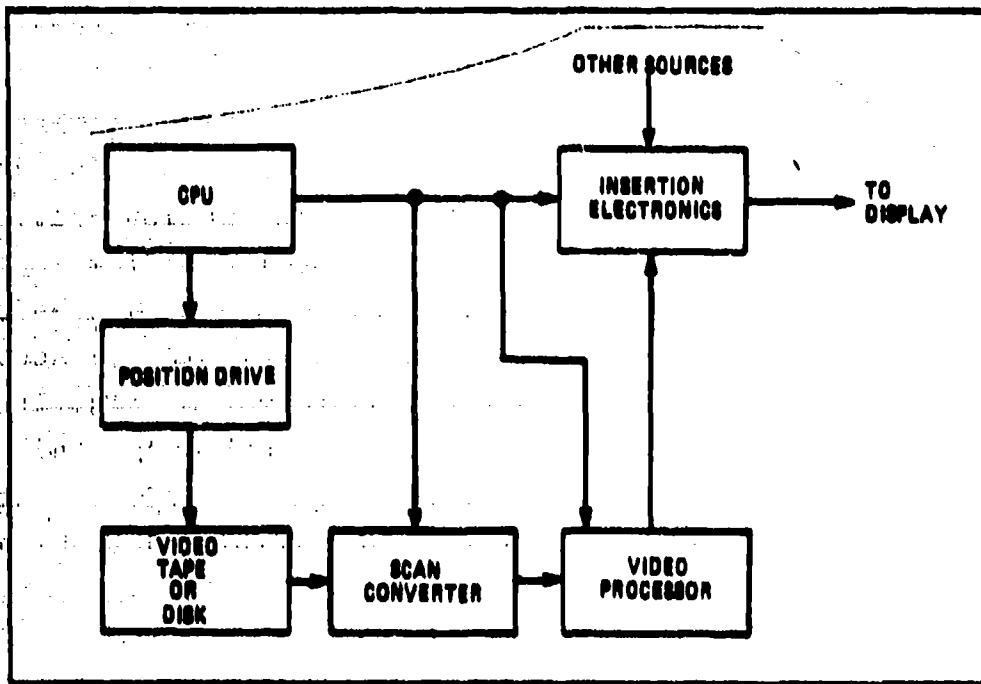 OTHER SOURCES
CPU
INSERTION
ELECTRONICS
TO
DISPLAY
POSITION DRIVE
VIDEO
TAPE
OR
DISK
SCAN
CONVERTER
VIDEO
PROCESSOR